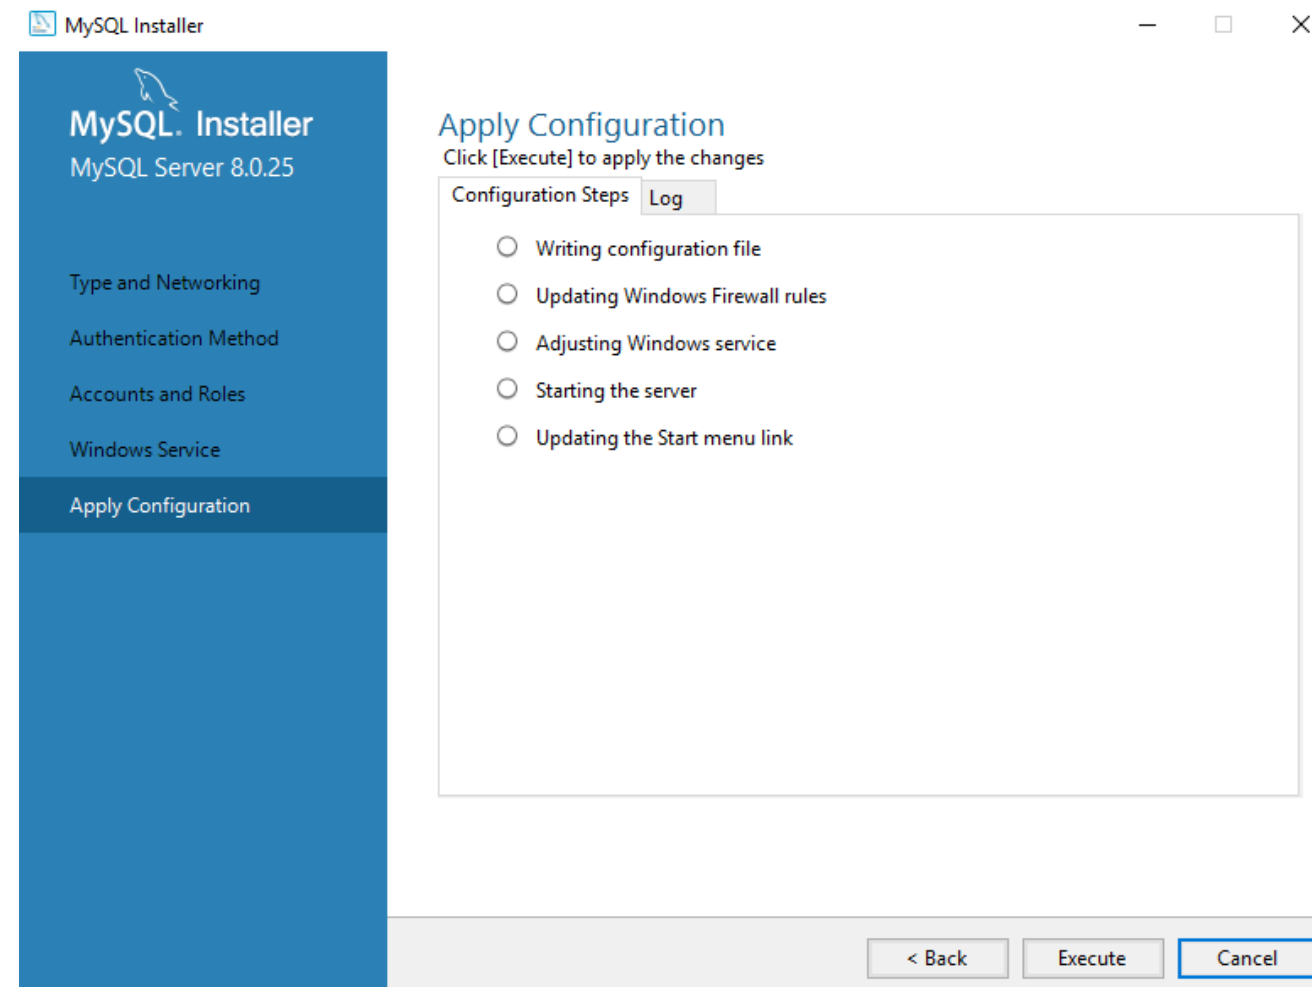 MySQL Installer
MySQL. Installer
MySQL Server 8.0.25
Type and Networking
Authentication Method
Accounts and Roles
Windows Service
Apply Configuration
Apply Configuration
Click [Execute] to apply the changes
Configuration Steps
Log
Writing configuration file
Updating Windows Firewall rules
Adjusting Windows service
Starting the server
Updating the Start menu link
< Back
Execute
Cancel